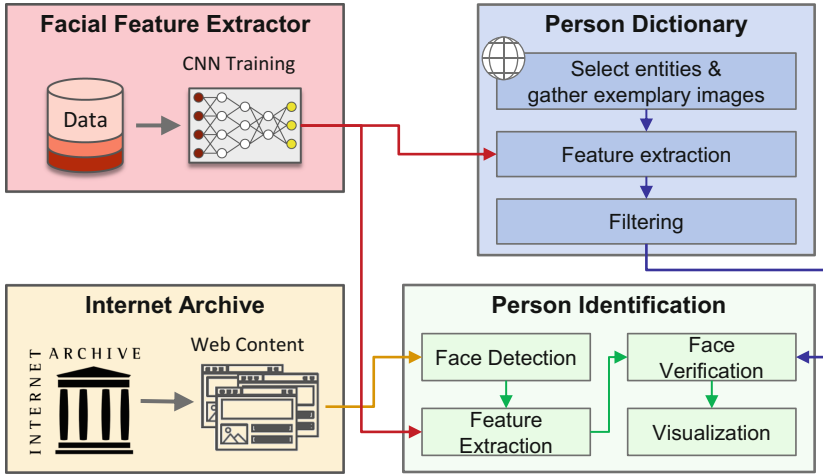 Facial Feature Extractor
CNN Training
Data
Person Dictionary
Select entities &
gather exemplary images
Feature extraction
Filtering
Internet Archive
INTERNET
ARCHIVE
Web Content
Person Identification
Face Detection
Feature
Extraction
Face
Verification
Visualization